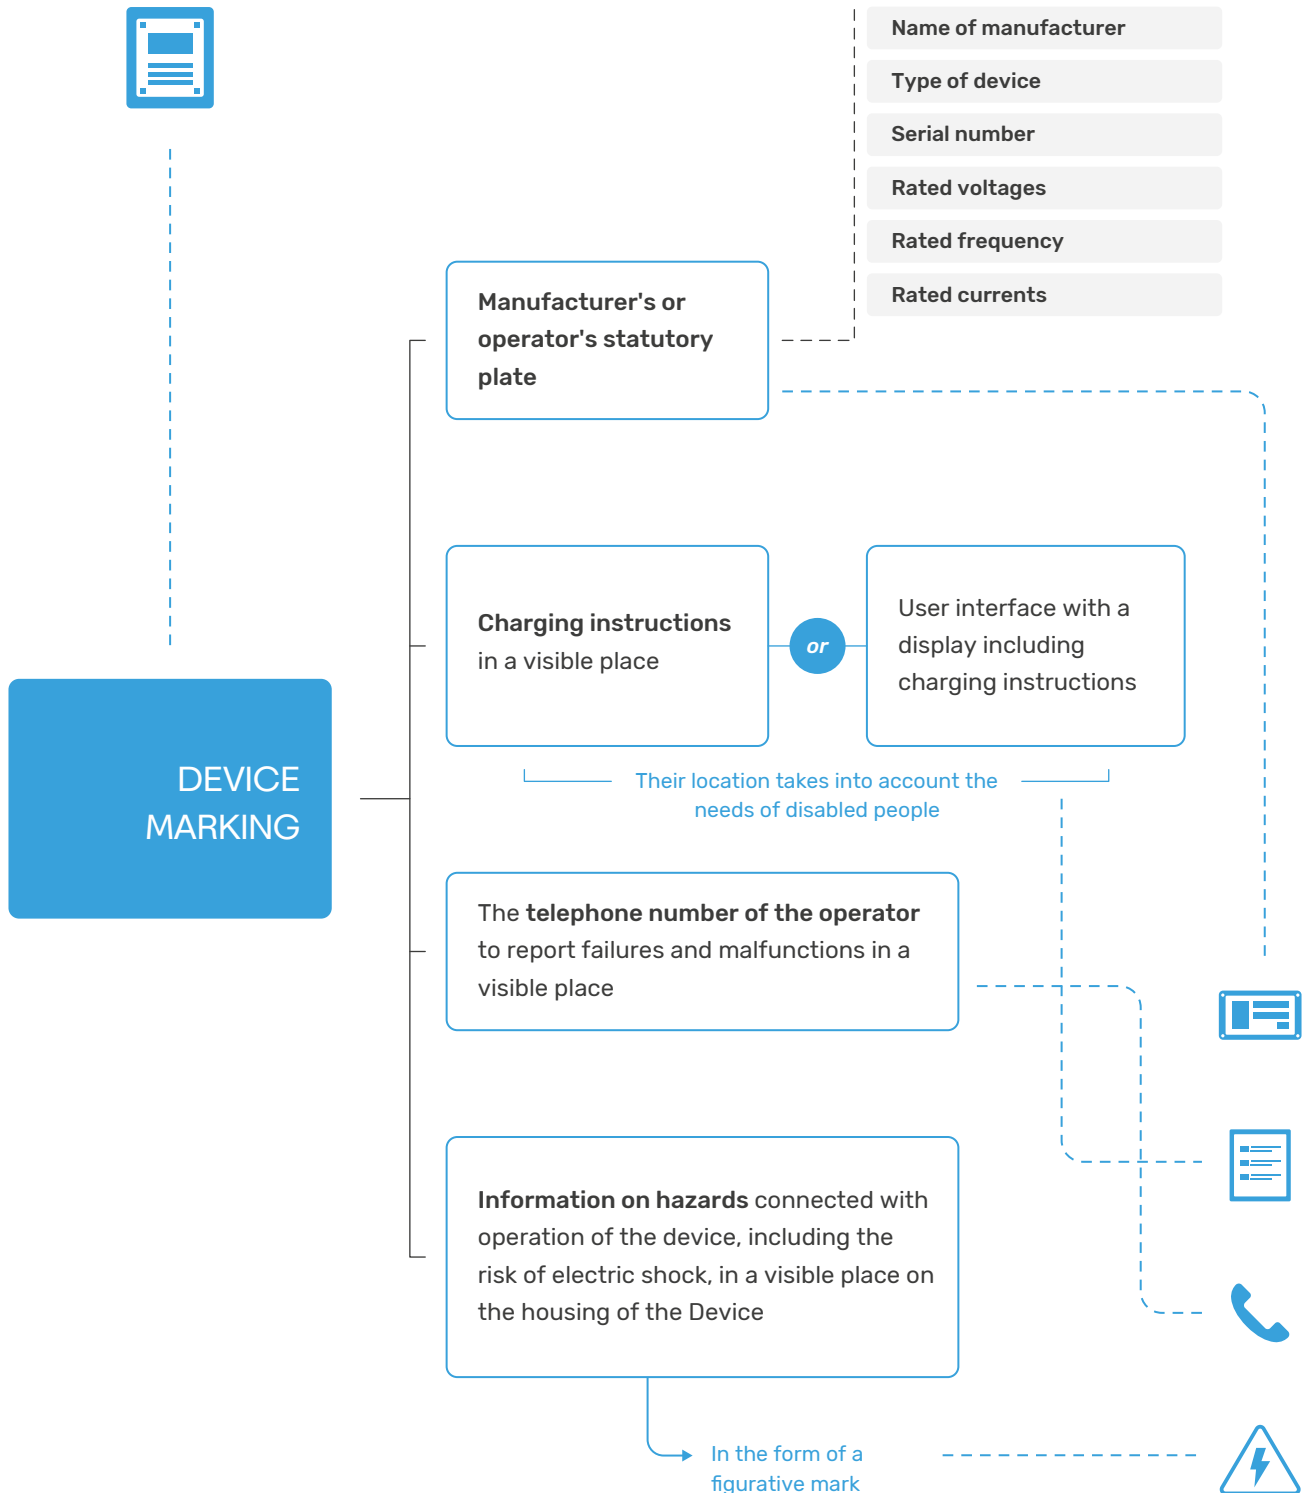 Name of manufacturer
Type of device
Serial number
Rated voltages
Rated frequency
Rated currents
Manufacturer's or
operator's statutory
plate
Charging instructions
in a visible place
or
User interface with a
display including
charging instructions
Their location takes into account the
needs of disabled people
DEVICE
MARKING
The telephone number of the operator
to report failures and malfunctions in a
visible place
Information on hazards connected with
operation of the device, including the
risk of electric shock, in a visible place on
the housing of the Device
In the form of a
figurative mark